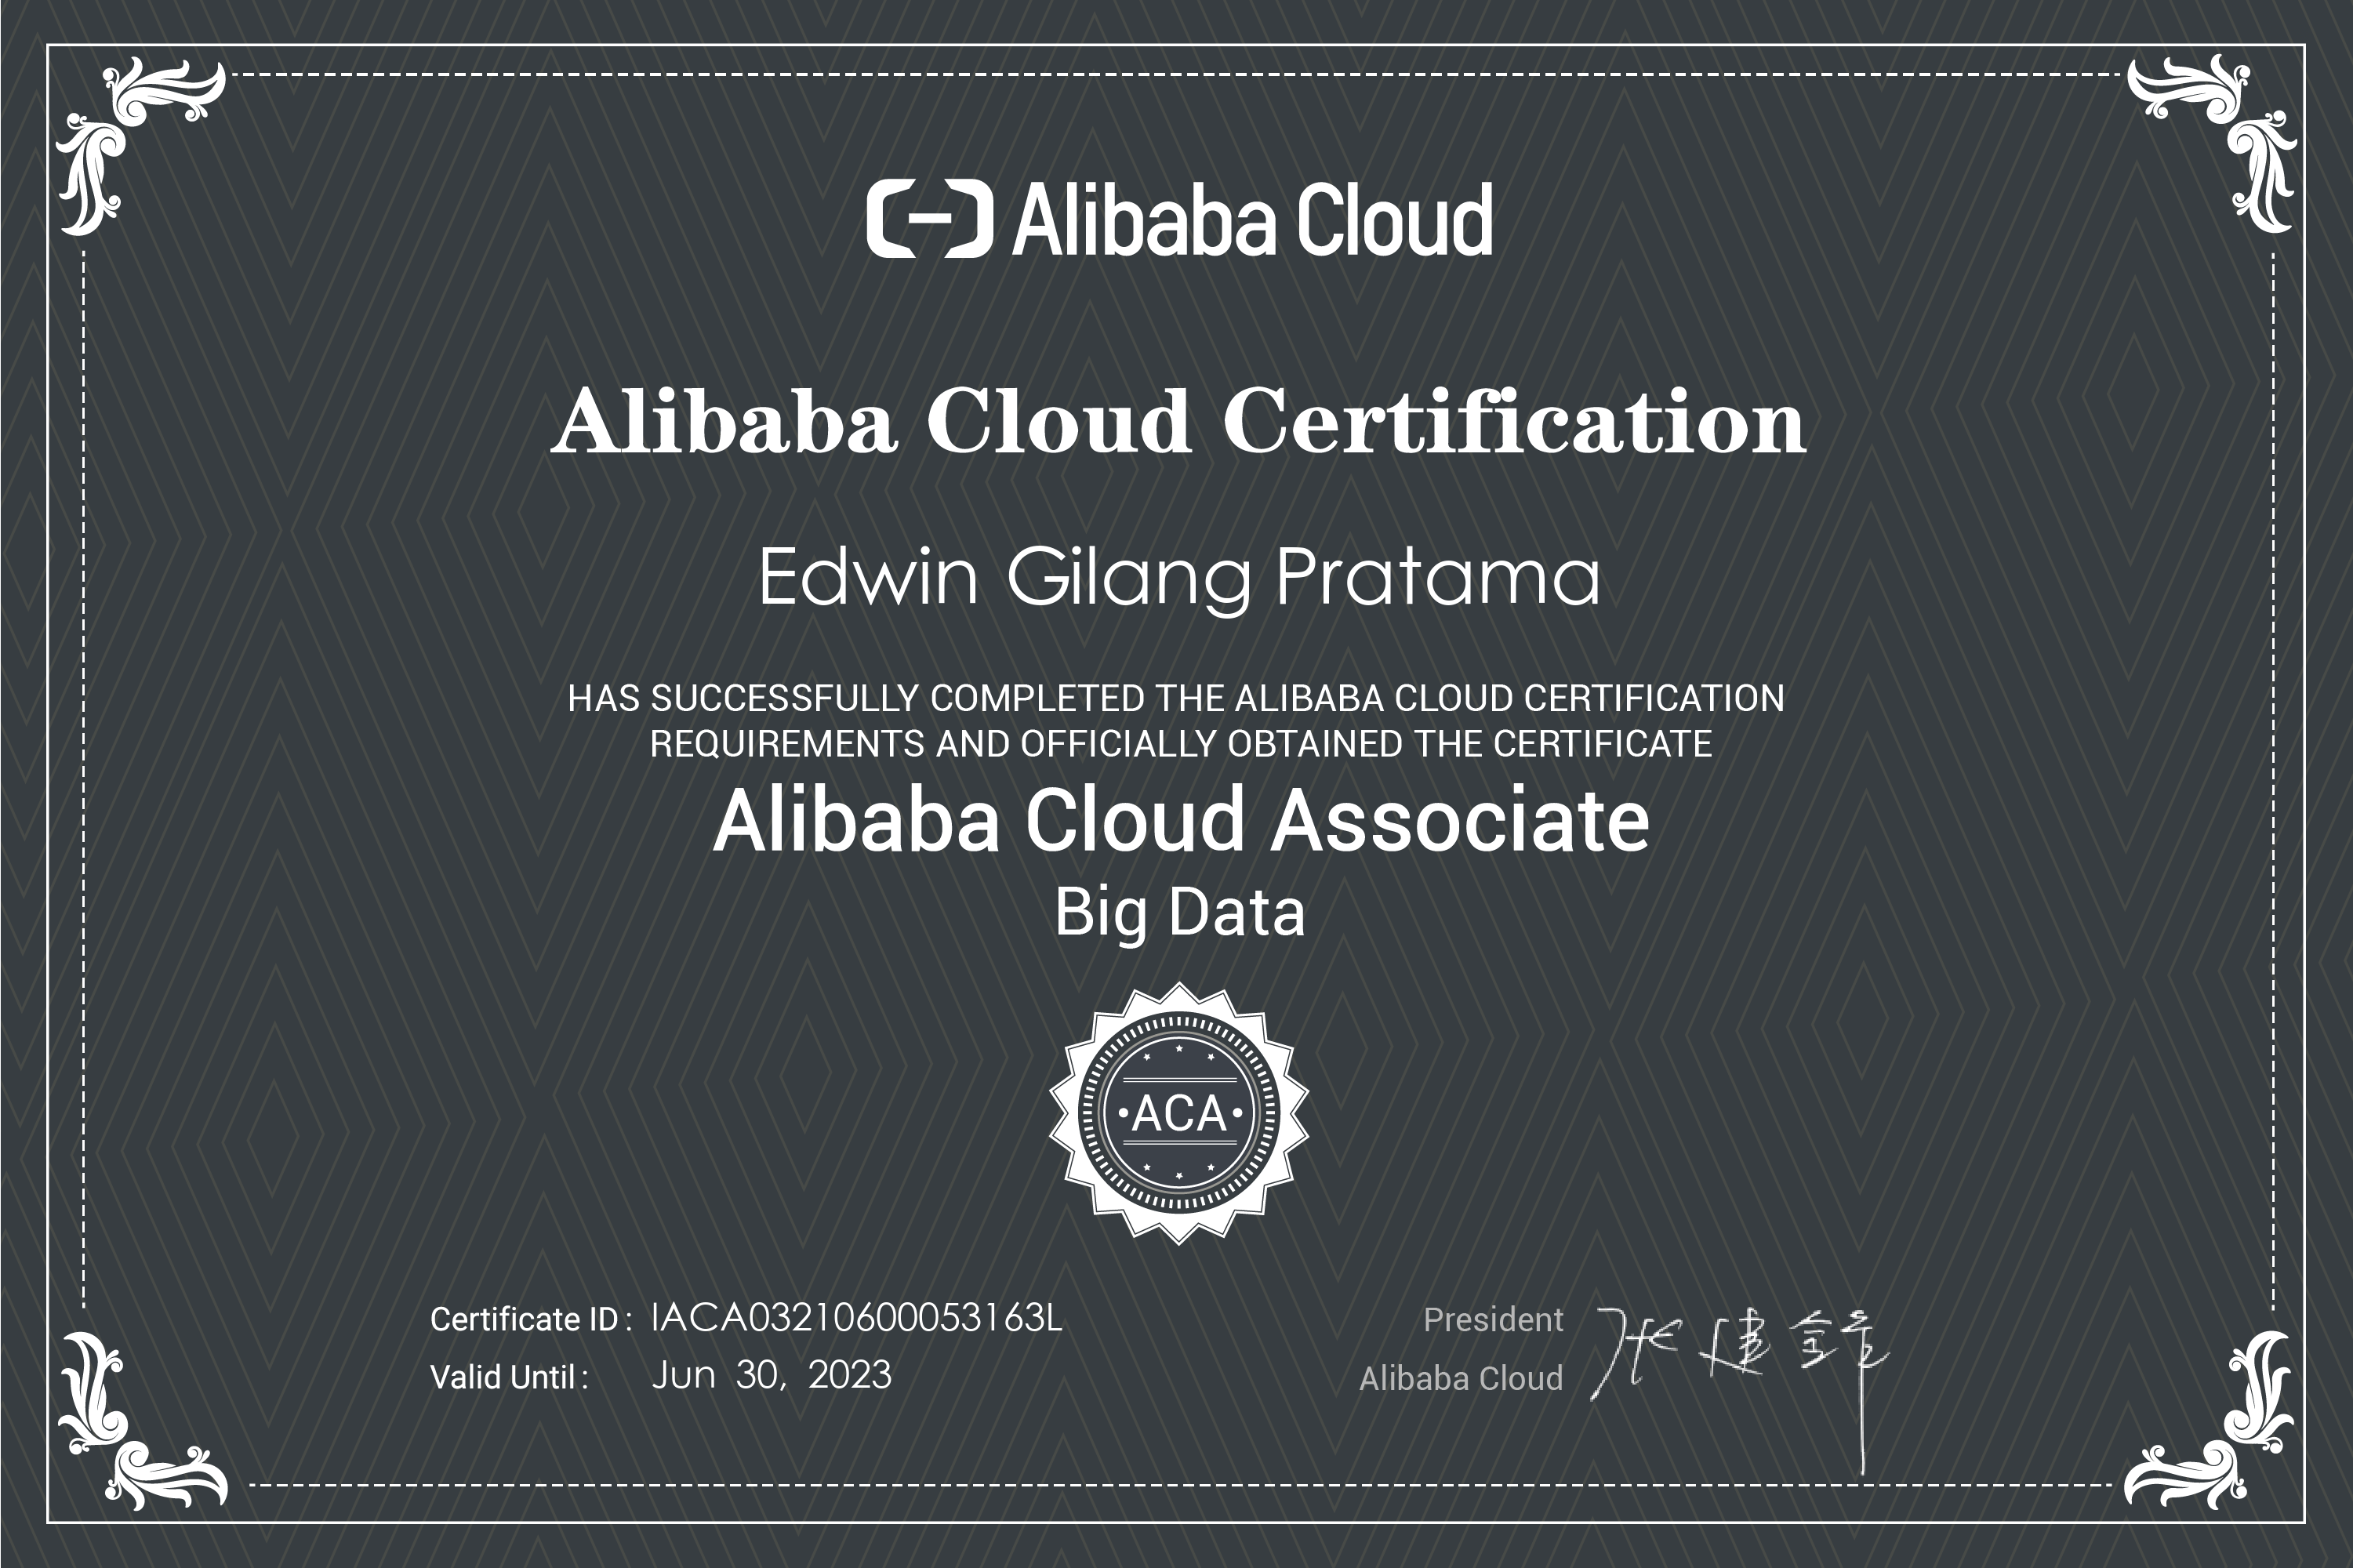 Alibaba Cloud
Alibaba Cloud Certification
Edwin Gilang Pratama
HAS SUCCESSFULLY COMPLETED THE ALIBABA CLOUD CERTIFICATION
REQUIREMENTS AND OFFICIALLY OBTAINED THE CERTIFICATE
Alibaba Cloud Associate
Big Data
•ACA•
Certificate ID : IACA03210600053163L
Valid Until : Jun 30, 2023
President
Alibaba Cloud
张建锋